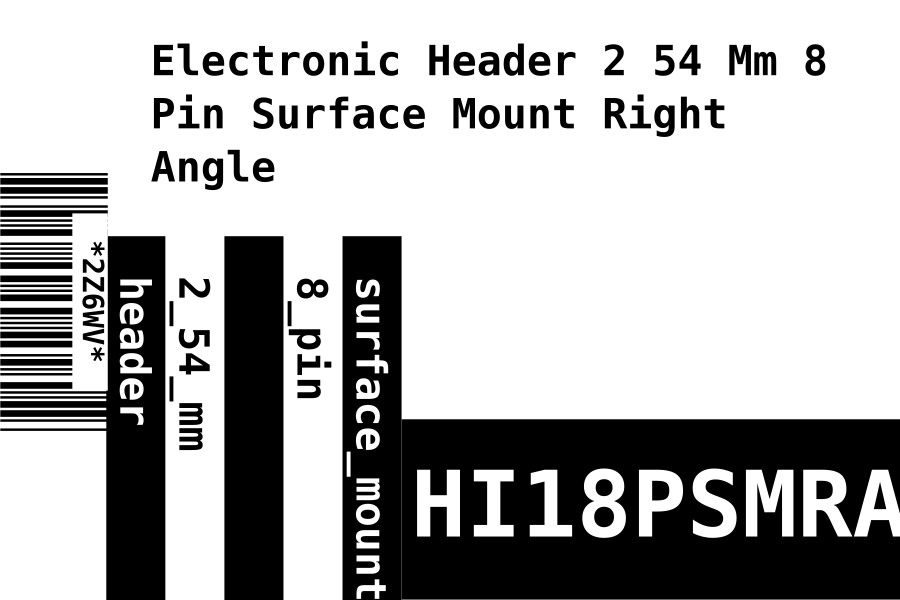 Electronic Header 2 54 Mm 8
Pin Surface Mount Right
Angle
*2Z6WV*
header
2_54_mm
8_pin
surface_mount
HI18PSMRA